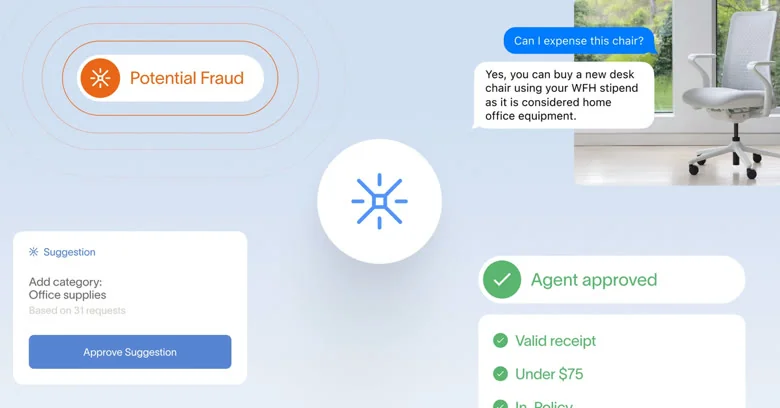 Potential Fraud
Can I expense this chair?
Yes, you can buy a new desk
chair using your WFH stipend
as it is considered home
office equipment.
Suggestion
Add category:
Office supplies
Based on 31 requests
Approve Suggestion
Agent approved
Valid receipt
Under $75
In Policy